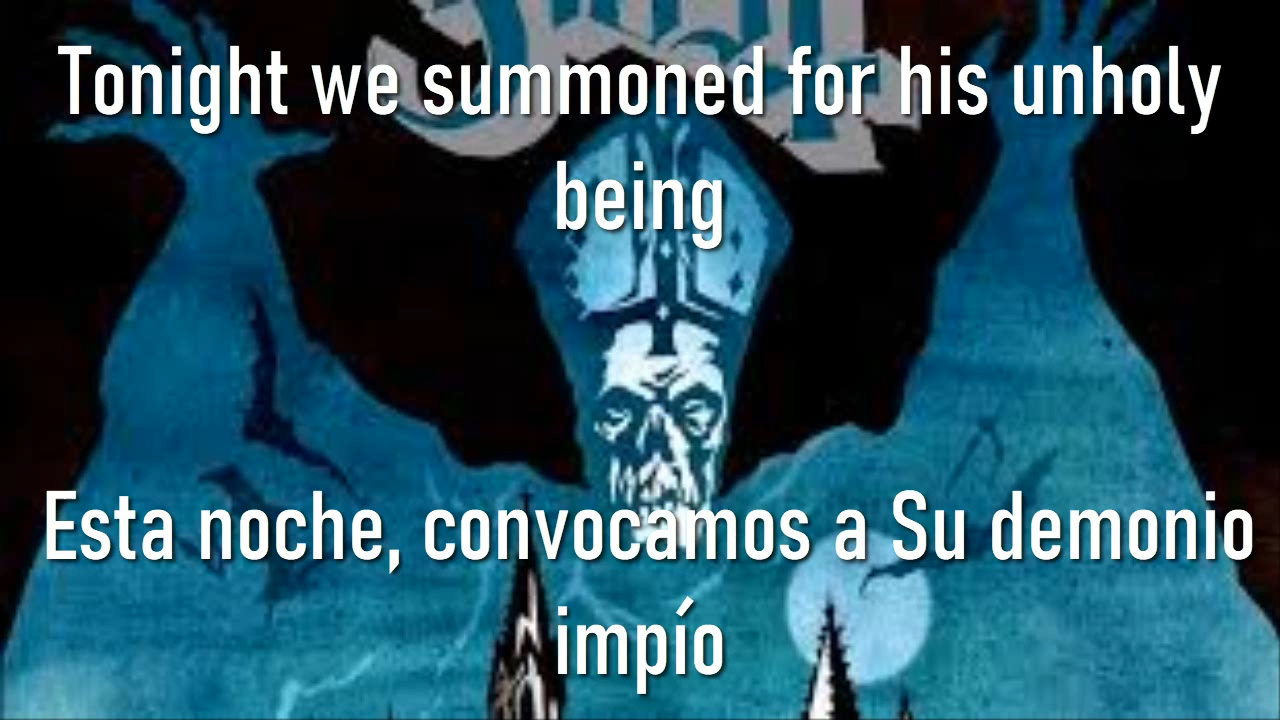 Tonight we summoned for his unholy
being
Esta noche, convocamos a Su demonio
impío